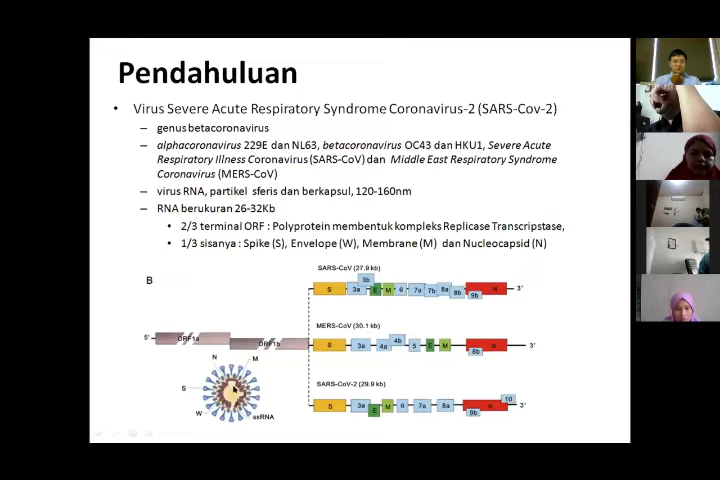 Pendahuluan
• Virus Severe Acute Respiratory Syndrome Coronavirus-2 (SARS-Cov-2)
– genus betacoronavirus
– alphacoronavirus 229E dan NL63, betacoronavirus OC43 dan HKU1, Severe Acute
Respiratory Illness Coronavirus (SARS-CoV) dan Middle East Respiratory Syndrome
Coronavirus (MERS-CoV)
– virus RNA, partikel sferis dan berkapsul, 120-160nm
– RNA berukuran 26-32Kb
• 2/3 terminal ORF : Polyprotein membentuk kompleks Replicase Transcripstase,
• 1/3 sisanya : Spike (S), Envelope (W), Membrane (M) dan Nucleocapsid (N)
B
SARS-CoV (27.9 kb)
S 3a 3b E M 6 7a 7b 8a 8b 9b N 3'
MERS-CoV (30.1 kb)
5' ORF1a ORF1b S 3a 4a 4b 5 E M 8b N 3'
N M
S
W ssRNA
SARS-CoV-2 (29.9 kb)
S 3a E M 6 7a 8a 9b N 10 3'